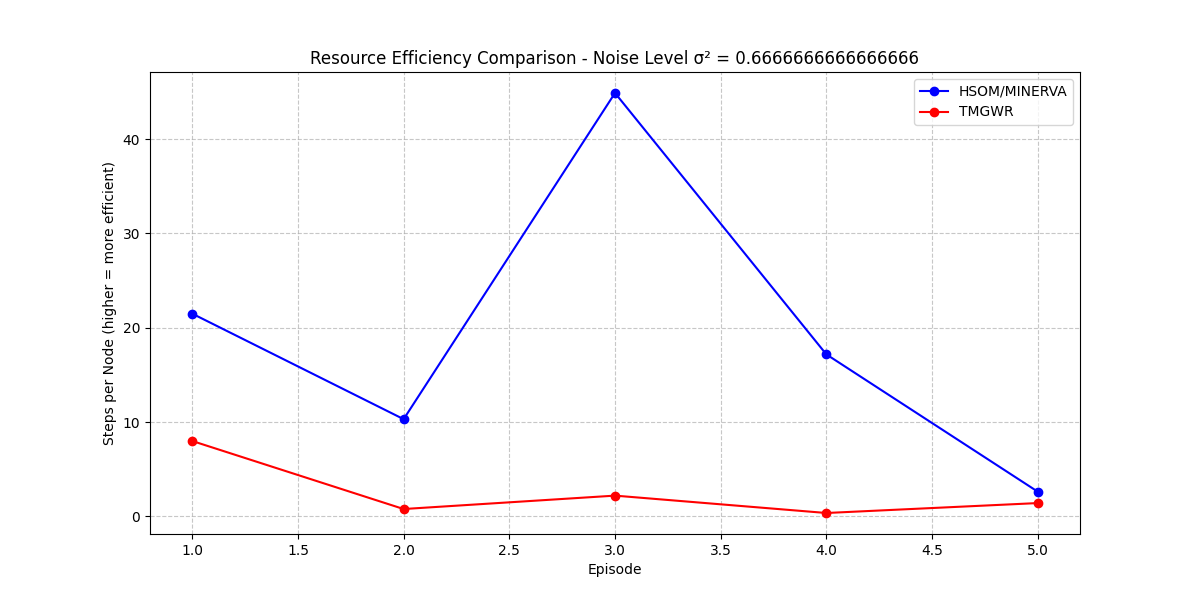 Resource Efficiency Comparison - Noise Level σ² = 0.6666666666666666
HSOM/MINERVA
TMGWR
Steps per Node (higher = more efficient)
40
30
20
10
0
1.0 1.5 2.0 2.5 3.0 3.5 4.0 4.5 5.0
Episode